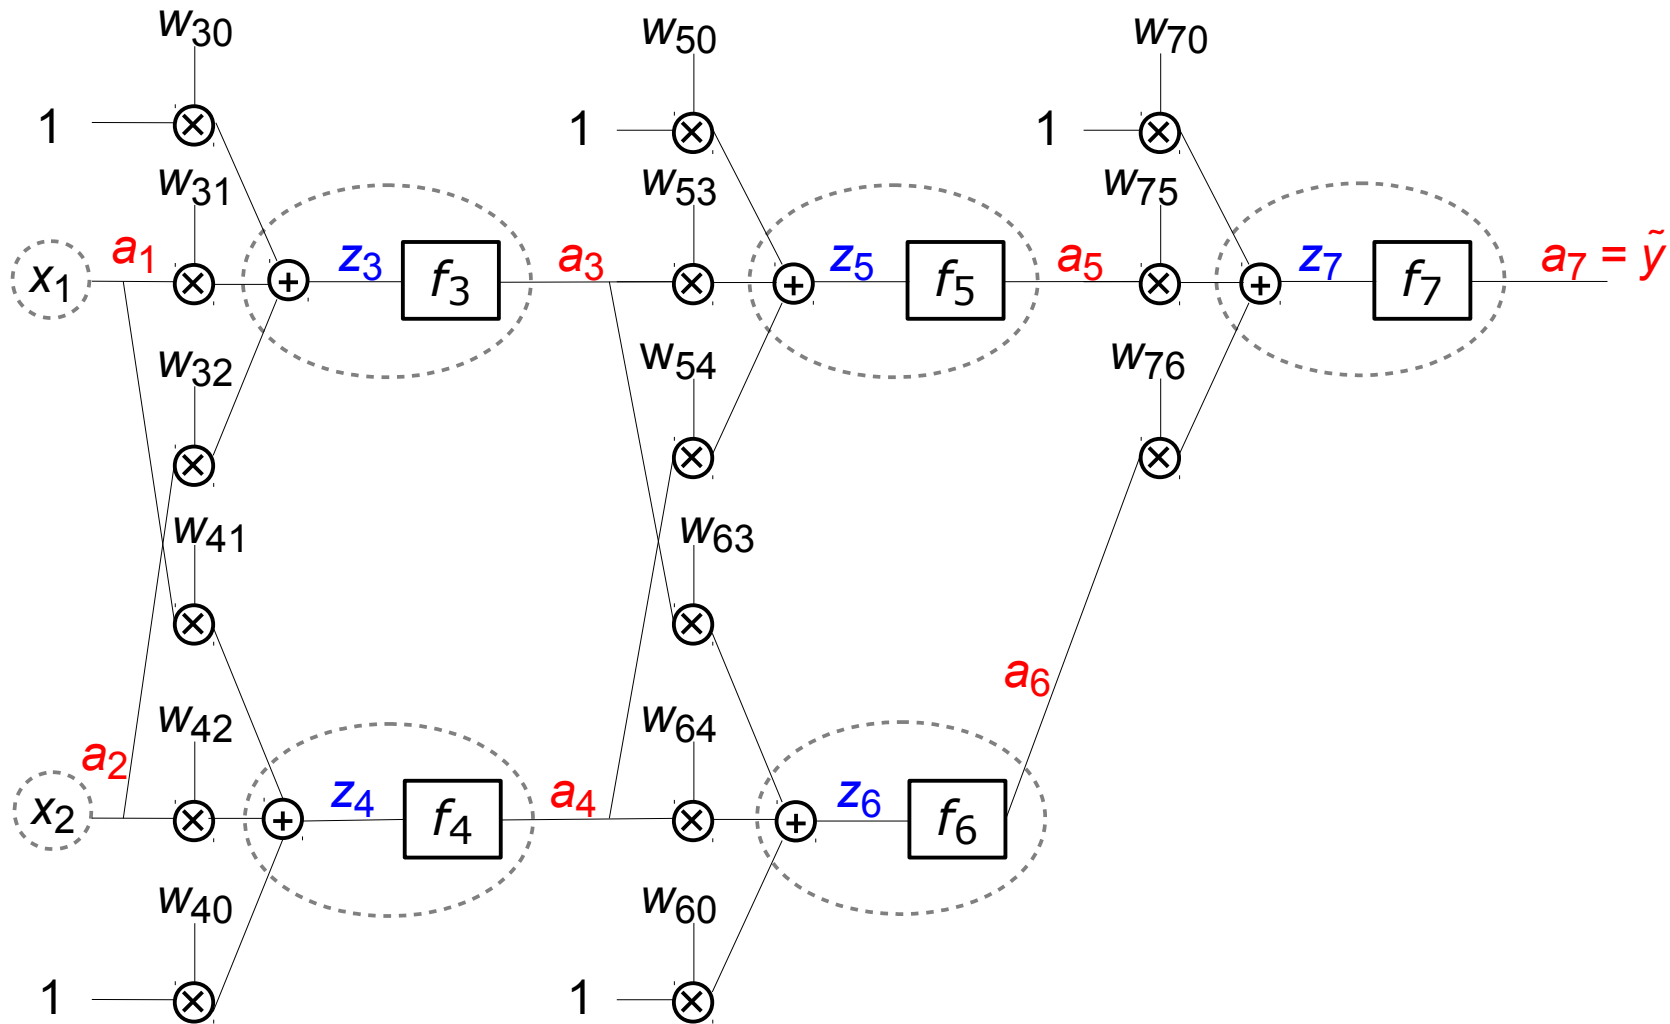 w30 w50 w70
1 1 1
w31 w53 w75
x1 a1 z3 f3 a3 z5 f5 a5 z7 f7 a7 = ỹ
w32 w54 w76
w41 w63
a6
w42 w64
x2 a2 z4 f4 a4 z6 f6
w40 w60
1 1